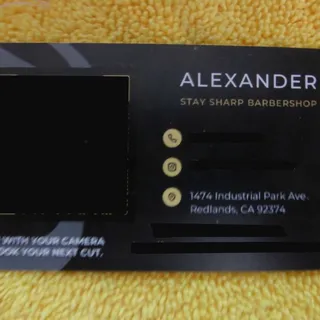 ALEXANDER
STAY SHARP BARBERSHOP
1474 Industrial Park Ave.
Redlands, CA 92374
WITH YOUR CAMERA
OOK YOUR NEXT CUT.